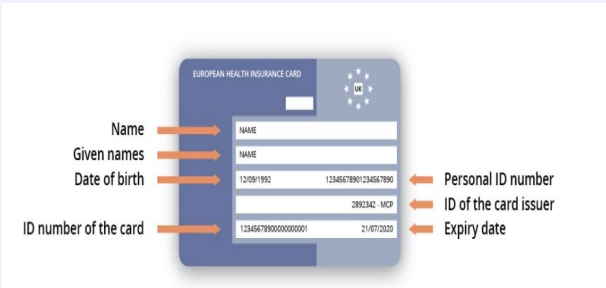 EUROPEAN HEALTH INSURANCE CARD
UK
Name NAME
Given names NAME
Date of birth 12/09/1992 12345678901234567890 Personal ID number
2892342 - MCP ID of the card issuer
ID number of the card 12345678900000000001 21/07/2020 Expiry date